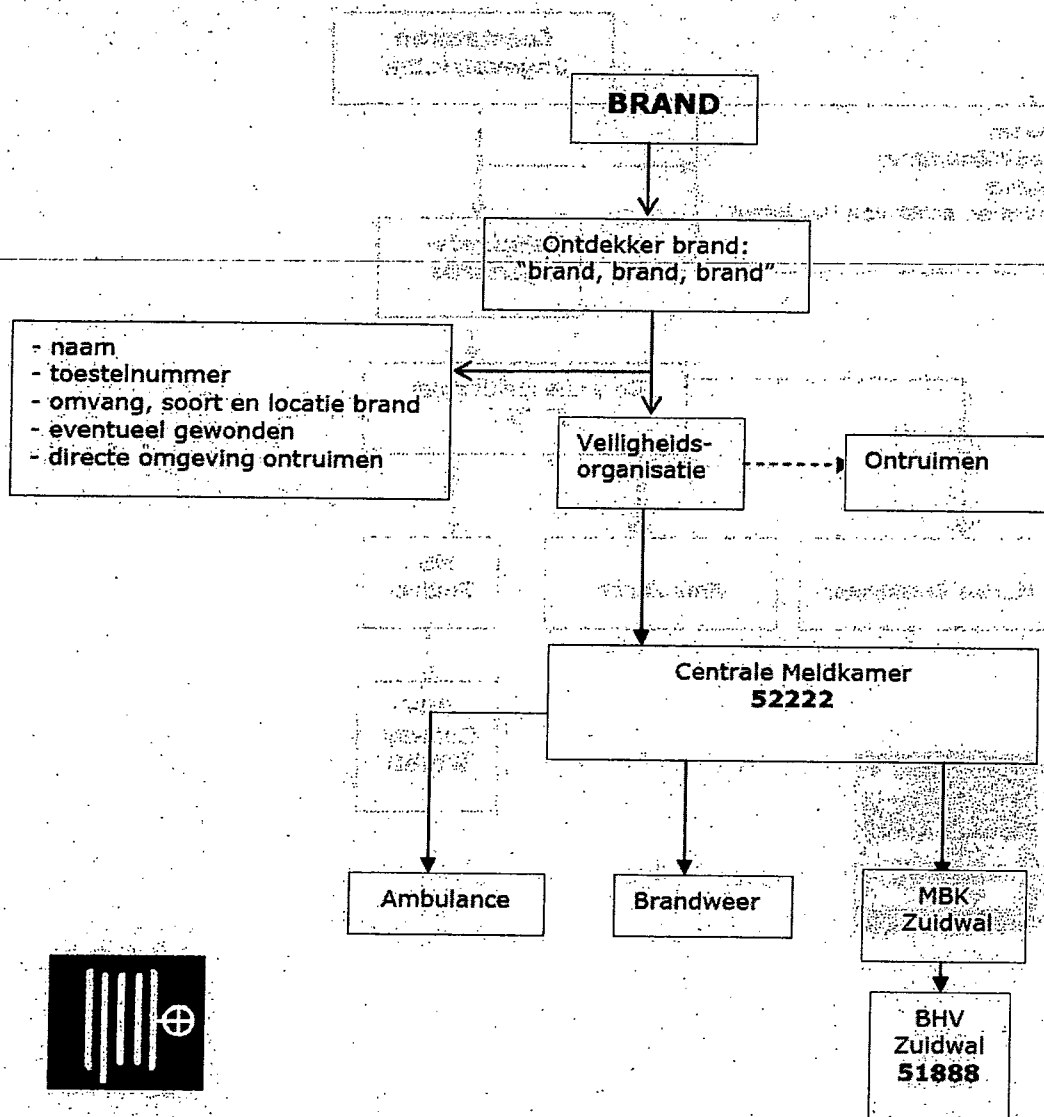 BRAND
Ontdekker brand:
"brand, brand, brand"
- naam
- toestelnummer
- omvang, soort en locatie brand
- eventueel gewonden
- directe omgeving ontruimen
Veiligheids-
organisatie
Ontruimen
Centrale Meldkamer
52222
Ambulance
Brandweer
MBK
Zuidwal
BHV
Zuidwal
51888